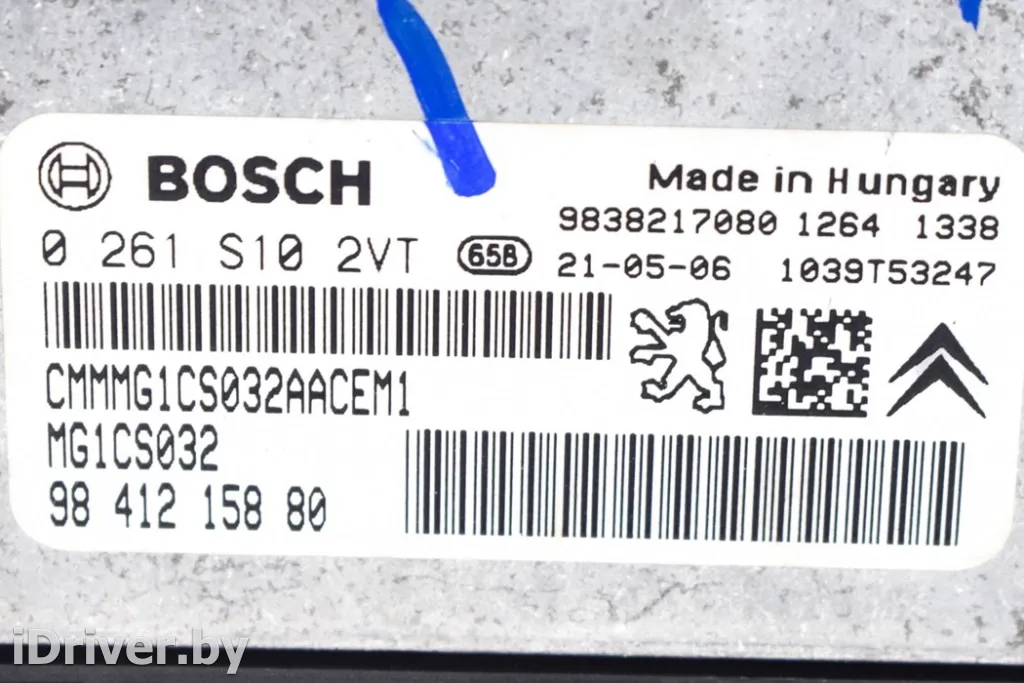 BOSCH
Made in Hungary
9838217080 1264 1338
0 261 S10 2VT 658 21-05-06 1039T53247
CMMMG1CS032AACEM1
MG1CS032
98 412 158 80
iDriver.by